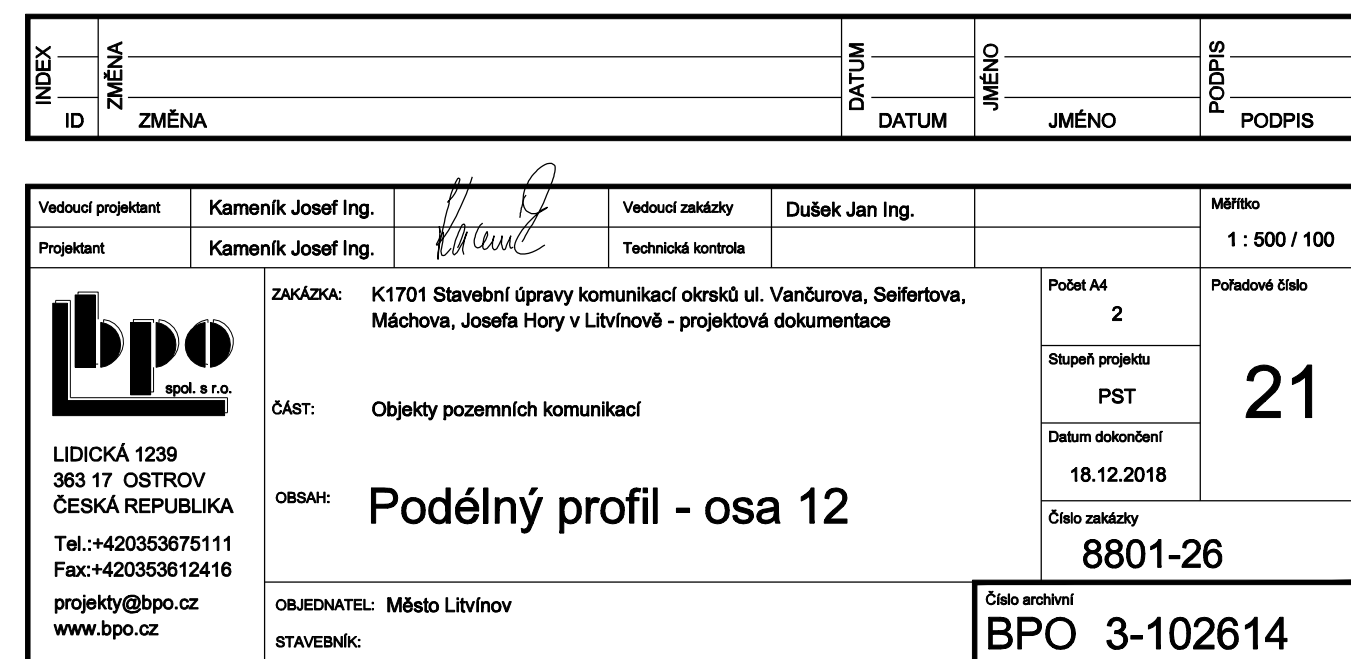 INDEX ZMĚNA DATUM JMÉNO PODPIS
ID ZMĚNA DATUM JMÉNO PODPIS
Vedoucí projektant Kameník Josef Ing. Vedoucí zakázky Dušek Jan Ing. Měřítko
1 : 500 / 100
Projektant Kameník Josef Ing. Technická kontrola
bpo
spol. s r.o.
LIDICKÁ 1239
363 17 OSTROV
ČESKÁ REPUBLIKA
Tel.:+420353675111
Fax:+420353612416
projekty@bpo.cz
www.bpo.cz
ZAKÁZKA: K1701 Stavební úpravy komunikací okrsků ul. Vančurova, Seifertova,
Máchova, Josefa Hory v Litvínově - projektová dokumentace
ČÁST: Objekty pozemních komunikací
OBSAH: Podélný profil - osa 12
OBJEDNATEL: Město Litvínov
STAVEBNÍK:
Počet A4
2
Stupeň projektu
PST
Datum dokončení
18.12.2018
Pořadové číslo
21
Číslo zakázky
8801-26
Číslo archivní
BPO 3-102614